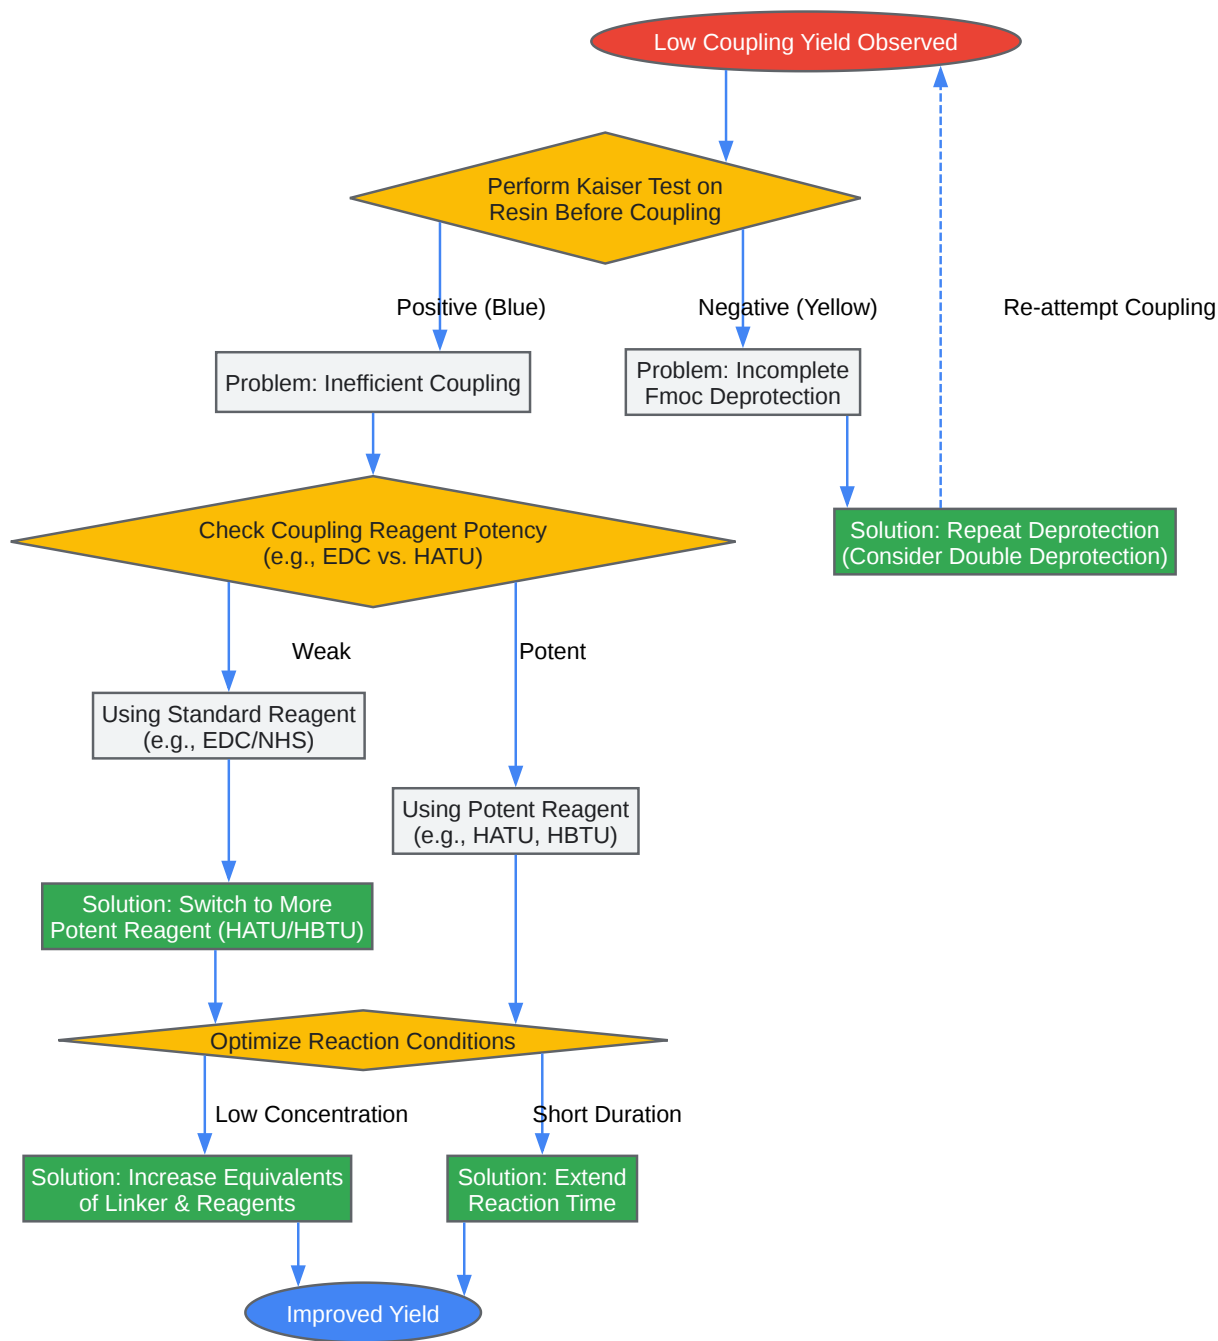 Low Coupling Yield Observed
Perform Kaiser Test on
Resin Before Coupling
Positive (Blue)
Negative (Yellow)
Re-attempt Coupling
Problem: Inefficient Coupling
Problem: Incomplete
Fmoc Deprotection
Check Coupling Reagent Potency
(e.g., EDC vs. HATU)
Solution: Repeat Deprotection
(Consider Double Deprotection)
Weak
Potent
Using Standard Reagent
(e.g., EDC/NHS)
Using Potent Reagent
(e.g., HATU, HBTU)
Solution: Switch to More
Potent Reagent (HATU/HBTU)
Optimize Reaction Conditions
Low Concentration
Short Duration
Solution: Increase Equivalents
of Linker & Reagents
Solution: Extend
Reaction Time
Improved Yield